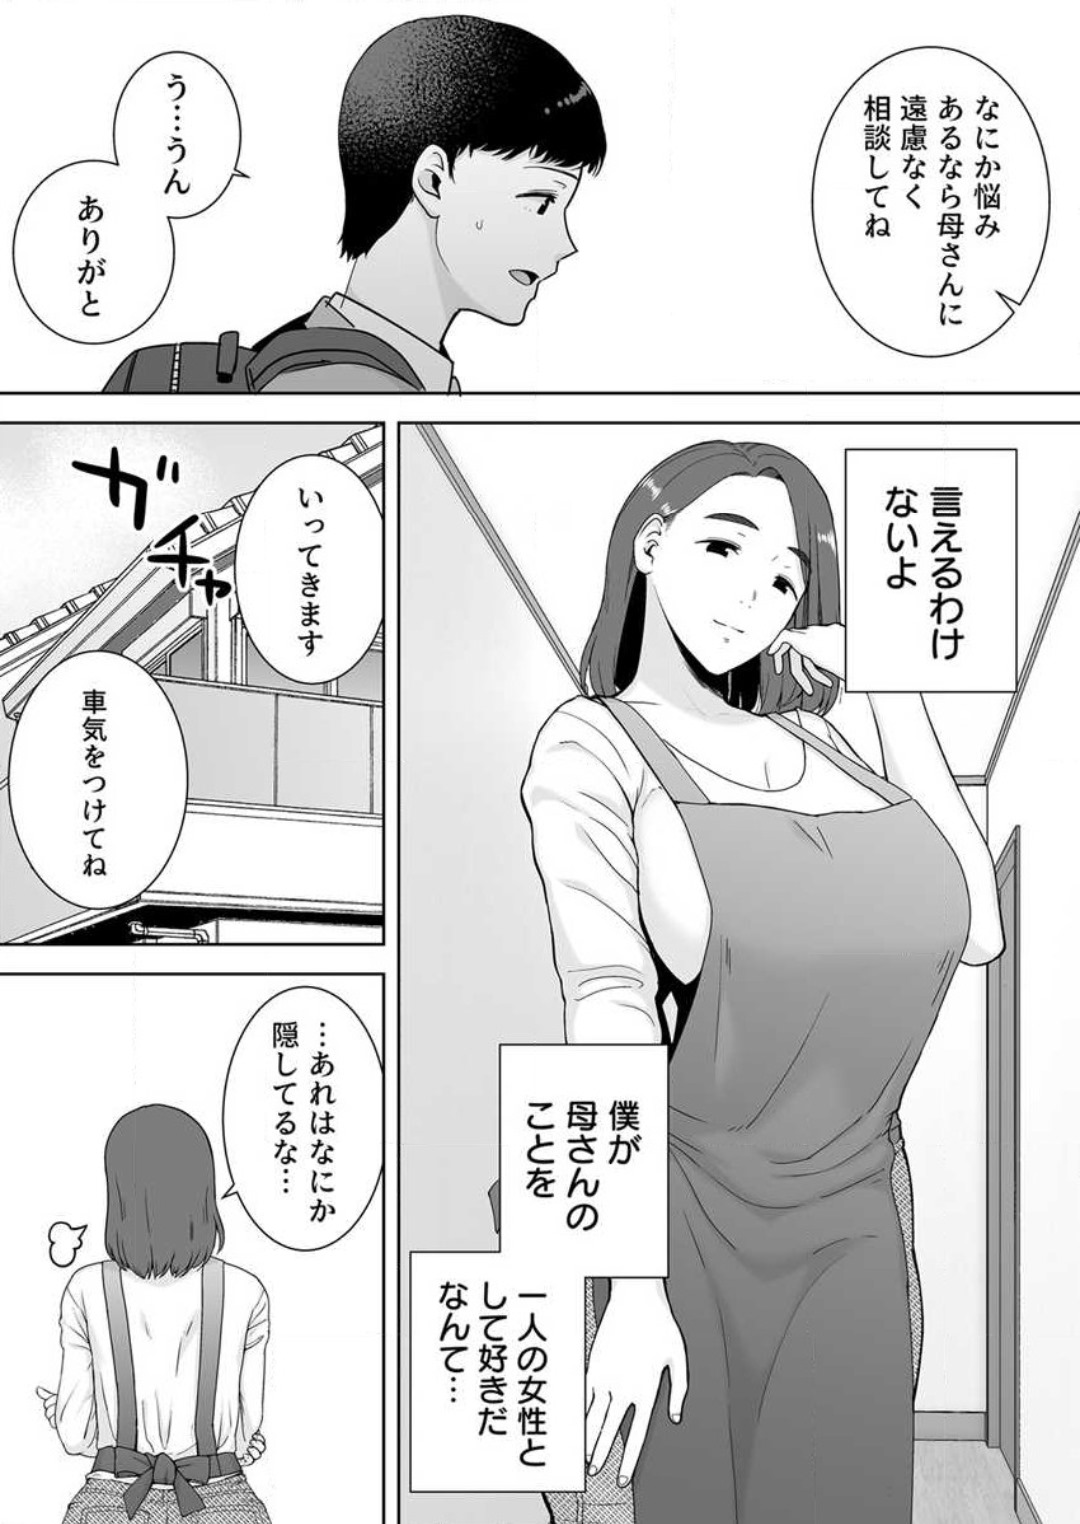 なにか悩み
あるなら母さんに
遠慮なく
相談してね
う…うん
ありがと
言えるわけ
ないよ
僕が
母さんの
ことを
一人の女性と
して好きだ
なんて…
ガチャ
いってきます
車気をつけてね
…あれはなにか
隠してるな…